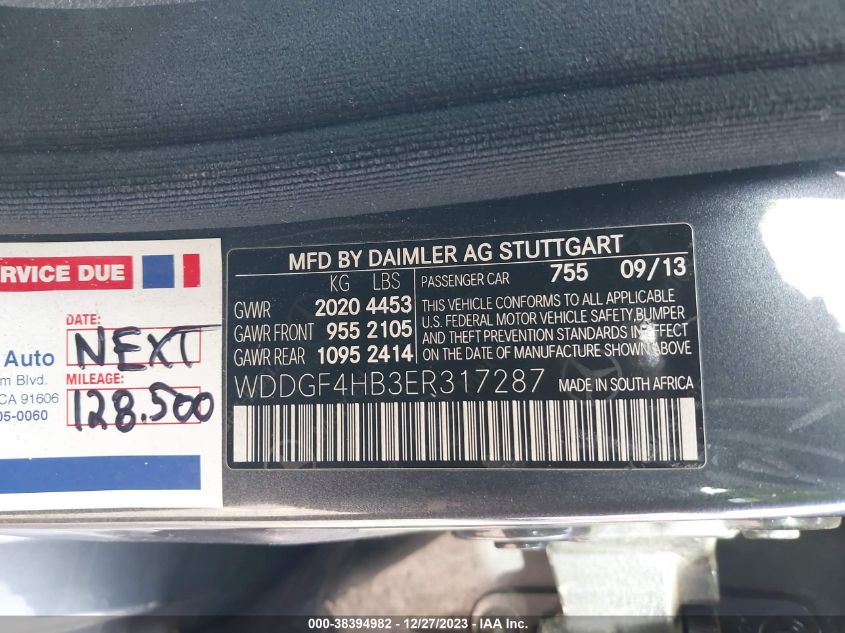 RVICE DUE
DATE:
NEXT
Auto
m Blvd.
MILEAGE:
CA 91606
05-0060
128.500
MFD BY DAIMLER AG STUTTGART
KG LBS
PASSENGER CAR 755 09/13
GVWR 2020 4453
GAWR FRONT 955 2105
GAWR REAR 1095 2414
THIS VEHICLE CONFORMS TO ALL APPLICABLE
U.S. FEDERAL MOTOR VEHICLE SAFETY, BUMPER
AND THEFT PREVENTION STANDARDS IN EFFECT
ON THE DATE OF MANUFACTURE SHOWN ABOVE
WDDGF4HB3ER317287 MADE IN SOUTH AFRICA
000-38394982 - 12/27/2023 - IAA Inc.